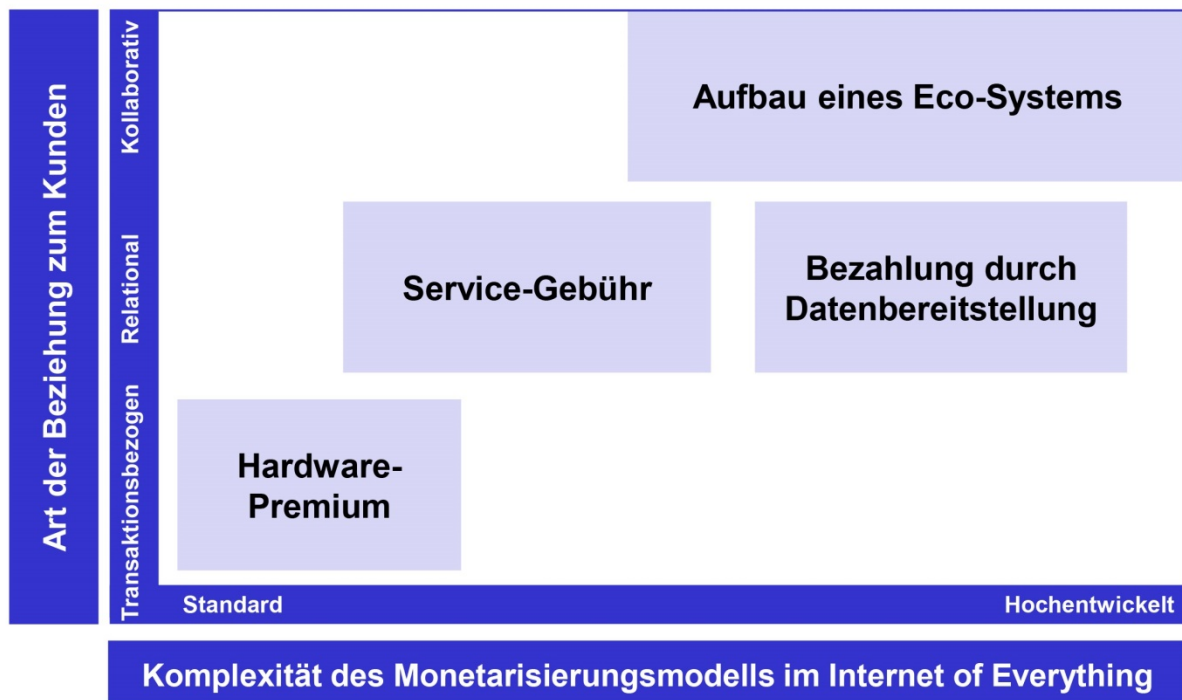 Art der Beziehung zum Kunden
Kollaborativ
Relational
Transaktionsbezogen
Aufbau eines Eco-Systems
Service-Gebühr
Bezahlung durch
Datenbereitstellung
Hardware-
Premium
Standard
Hochentwickelt
Komplexität des Monetarisierungsmodells im Internet of Everything